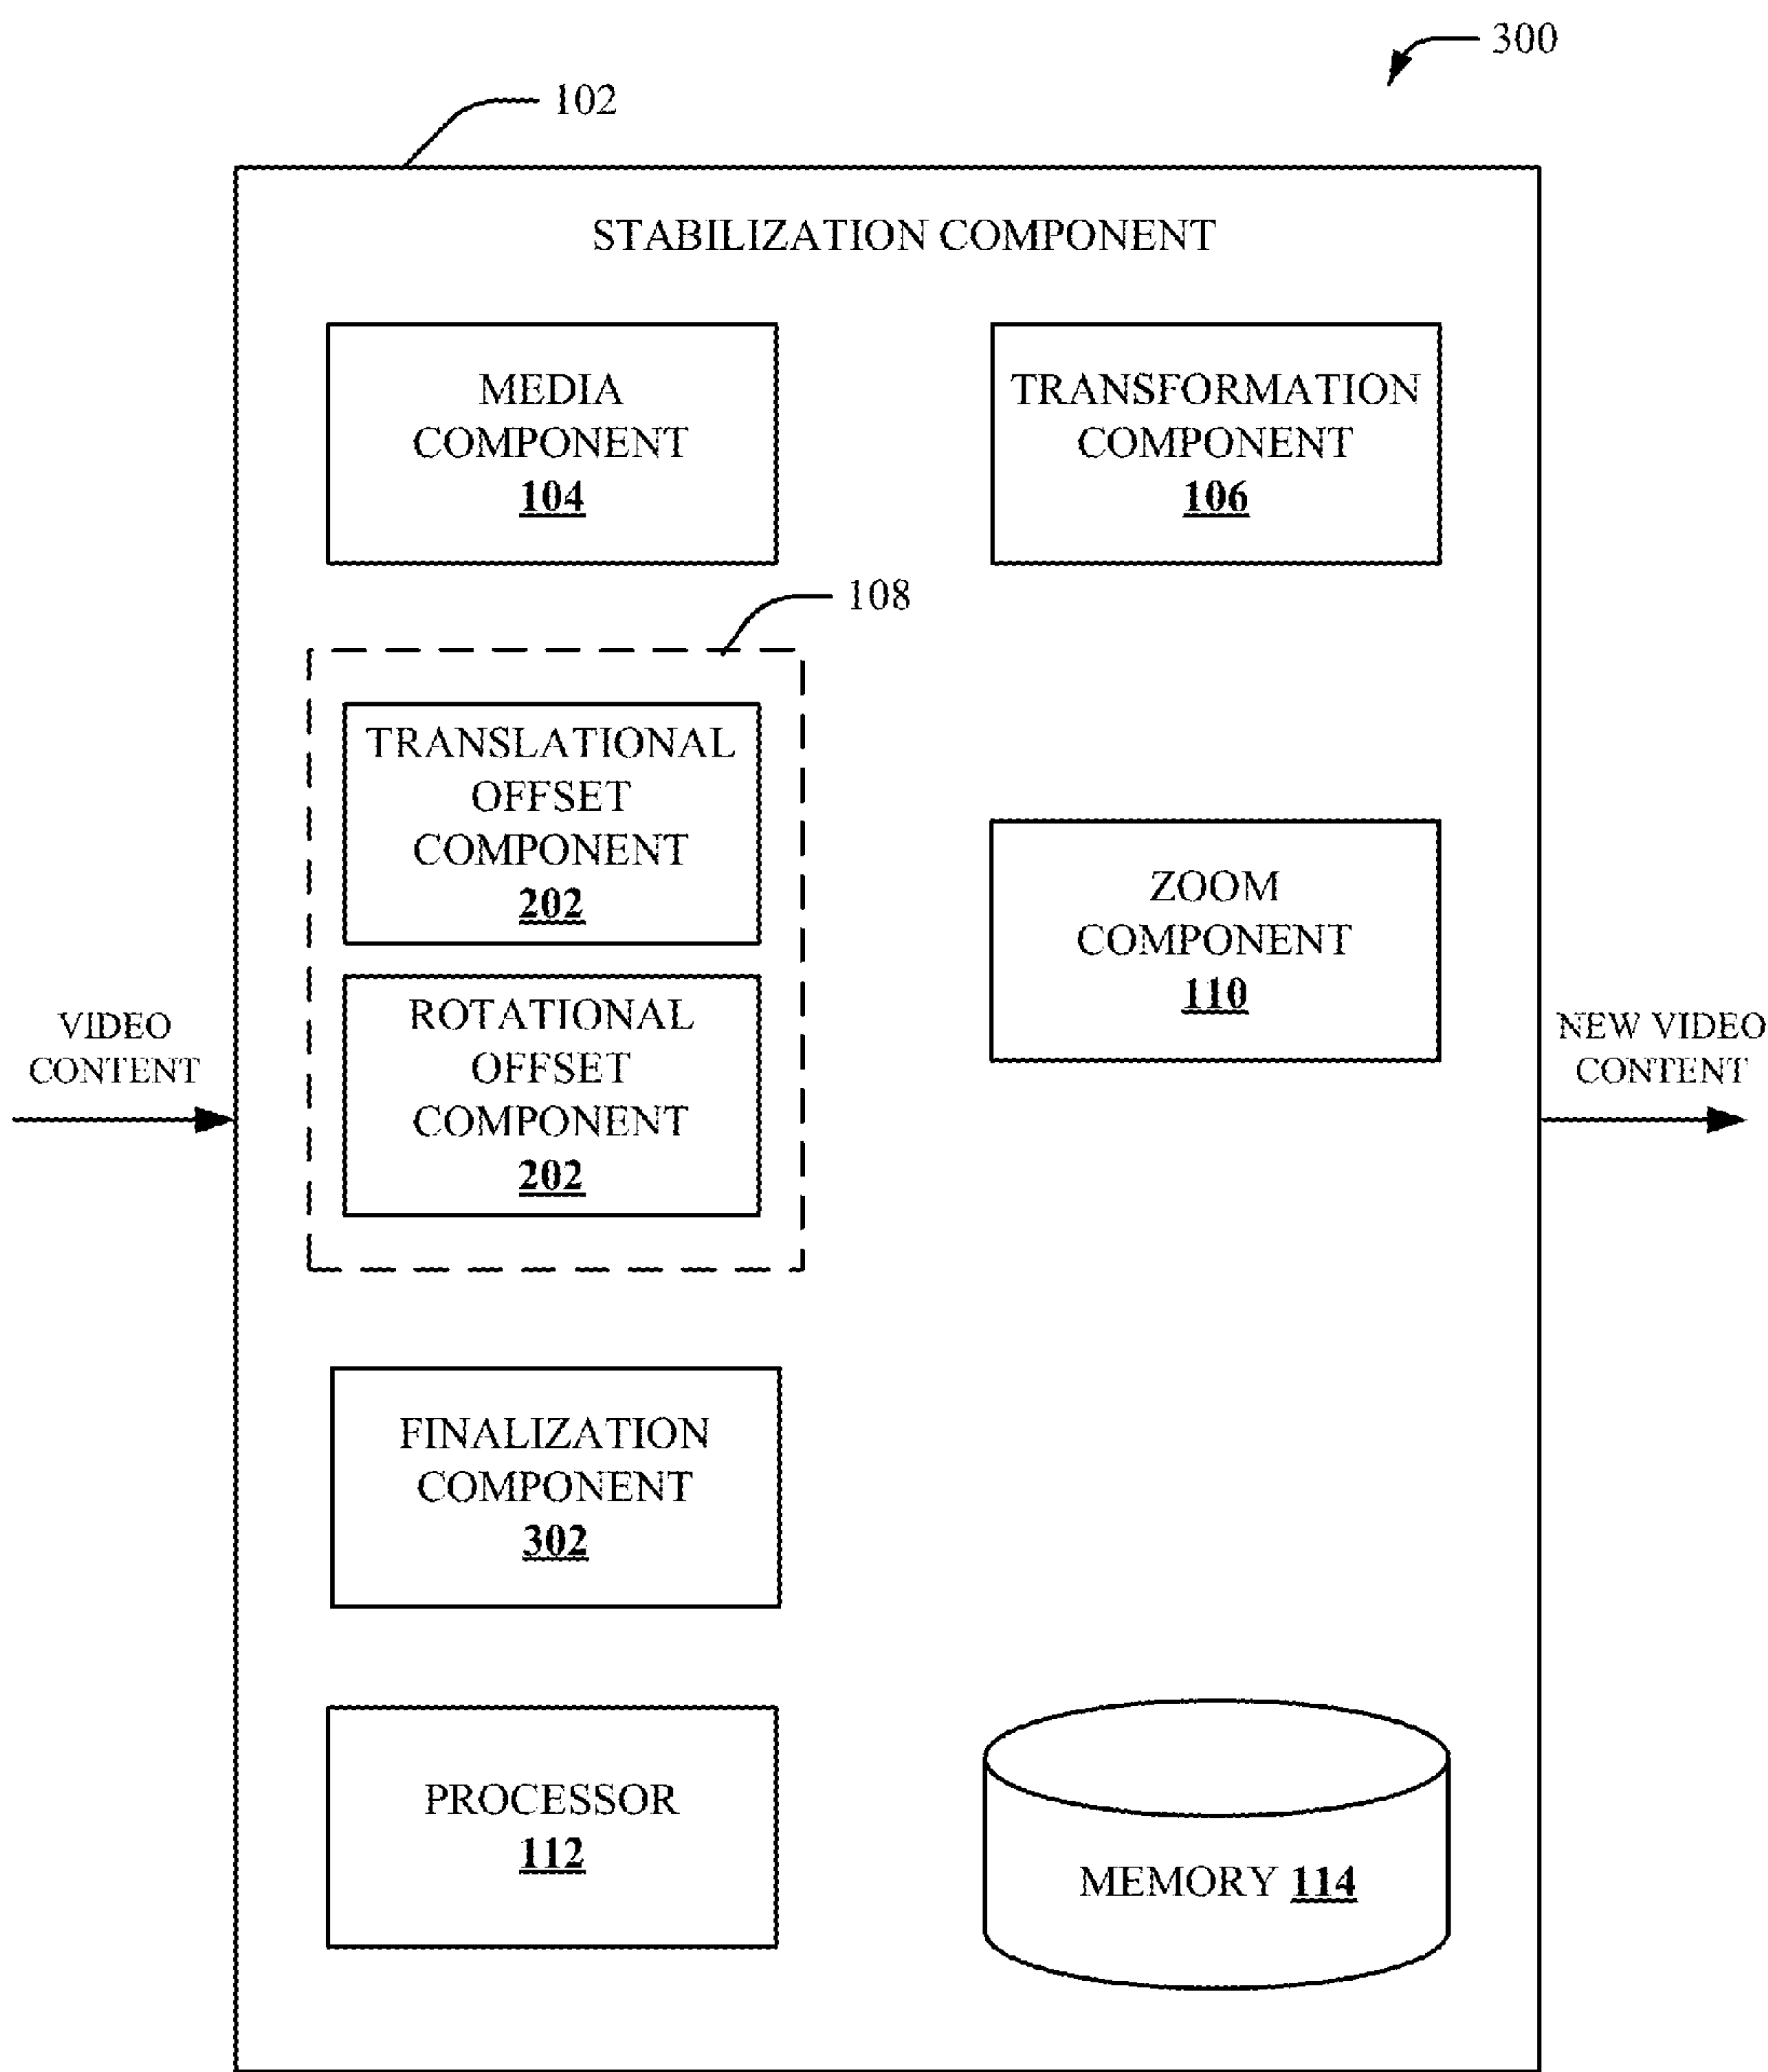 300
102
STABILIZATION COMPONENT
MEDIA
COMPONENT
104
TRANSFORMATION
COMPONENT
106
108
TRANSLATIONAL
OFFSET
COMPONENT
202
ROTATIONAL
OFFSET
COMPONENT
202
ZOOM
COMPONENT
110
VIDEO
CONTENT
NEW VIDEO
CONTENT
FINALIZATION
COMPONENT
302
PROCESSOR
112
MEMORY 114